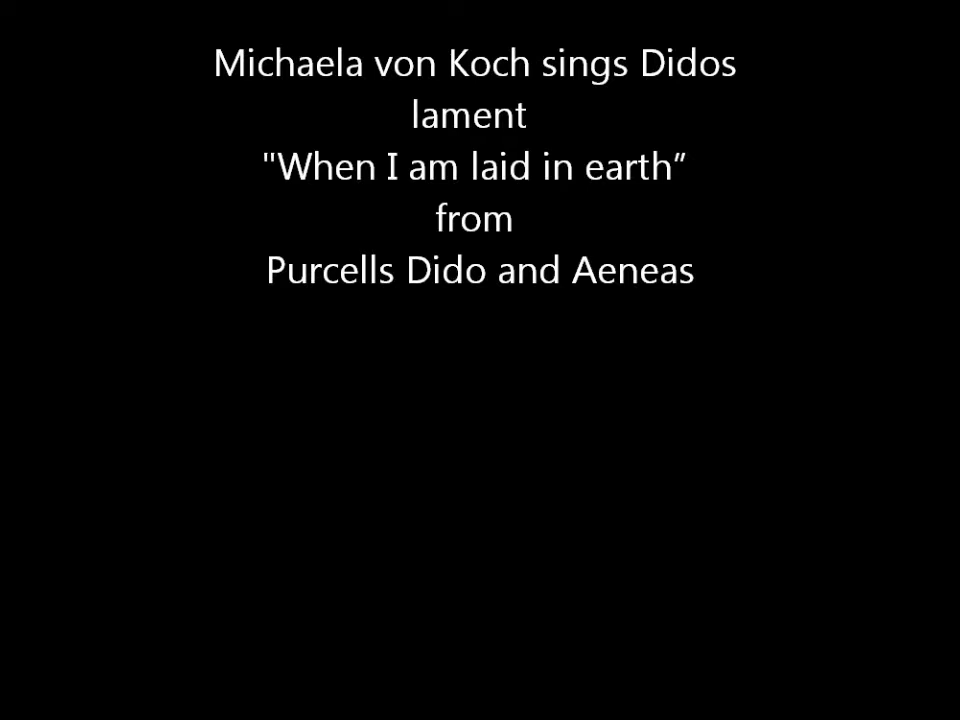 Michaela von Koch sings Didos
lament
"When I am laid in earth”
from
Purcells Dido and Aeneas